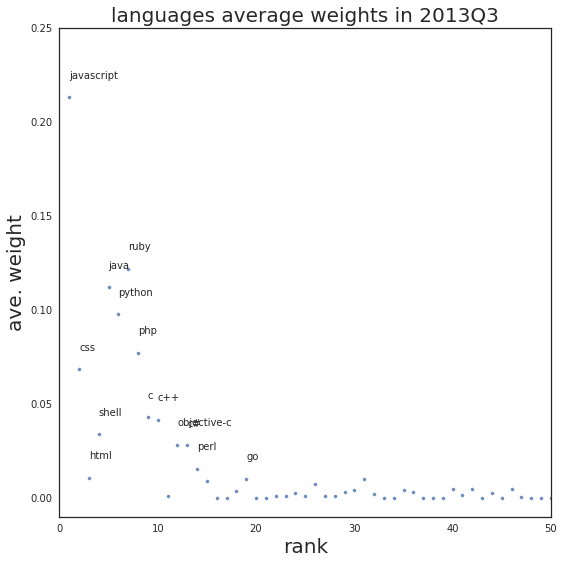 languages average weights in 2013Q3
0.25
javascript
0.20
0.15
ruby
java
python
0.10
php
css
0.05
c
c++
shell
objective-c
c#
perl
html
go
0.00
0
10
20
30
40
50
ave. weight
rank